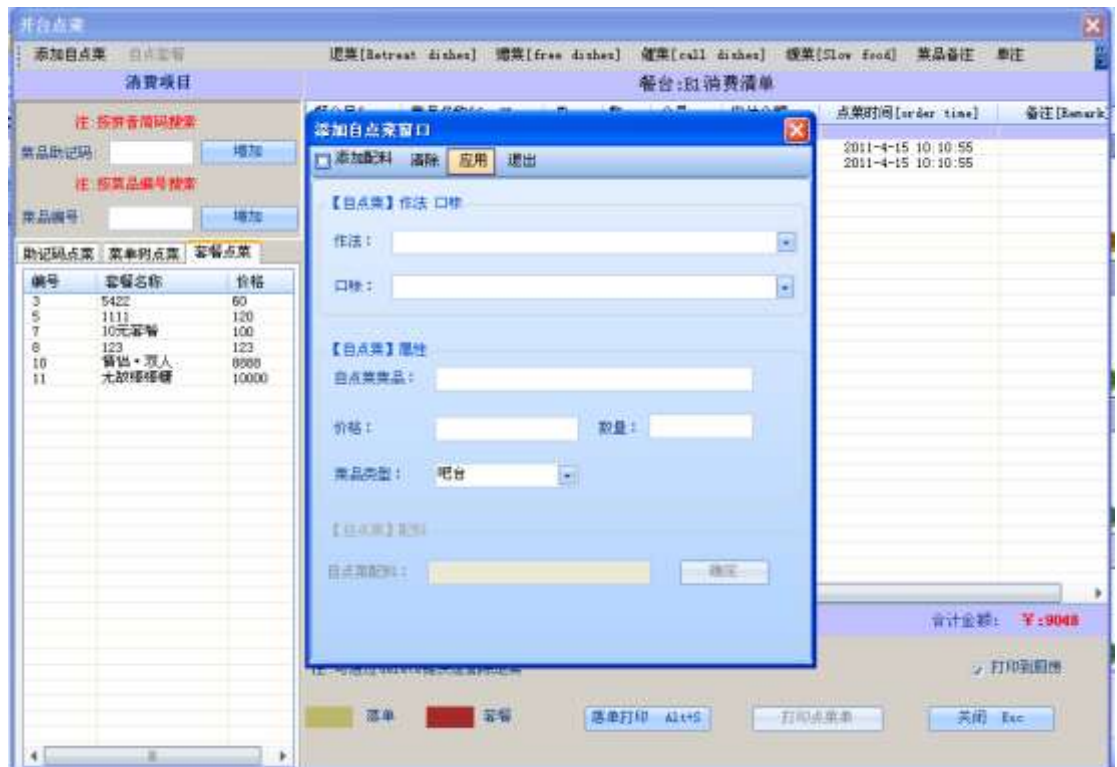 开台点菜
添加自点菜 自点套餐 退菜[Retreat dishes] 赠菜[free dishes] 催菜[call dishes] 缓菜[Slow food] 菜品备注 单注
消费项目
餐台:B1消费清单
注:按拼音简码搜索
菜品助记码 增加
注:按菜品编号搜索
菜品编号 增加
助记码点菜 菜单树点菜 套餐点菜
编号 套餐名称 价格
3 5422 60
5 1111 120
7 10元套餐 100
8 123 123
10 情侣·双人 8888
11 10000
点菜时间[order time] 备注[Remark
2011-4-15 10:10:55
2011-4-15 10:10:55
添加自点菜窗口
添加配料 清除 应用 退出
【自点菜】作法 口味
作法：
口味：
【自点菜】属性
自点菜菜品：
价格： 数量：
菜品类型： 吧台
【自点菜】配料
自点菜配料： 确定
合计金额： ￥:9048
打印到厨房
落单 套餐 落单打印 Alt+S 打印点菜单 关闭 Esc